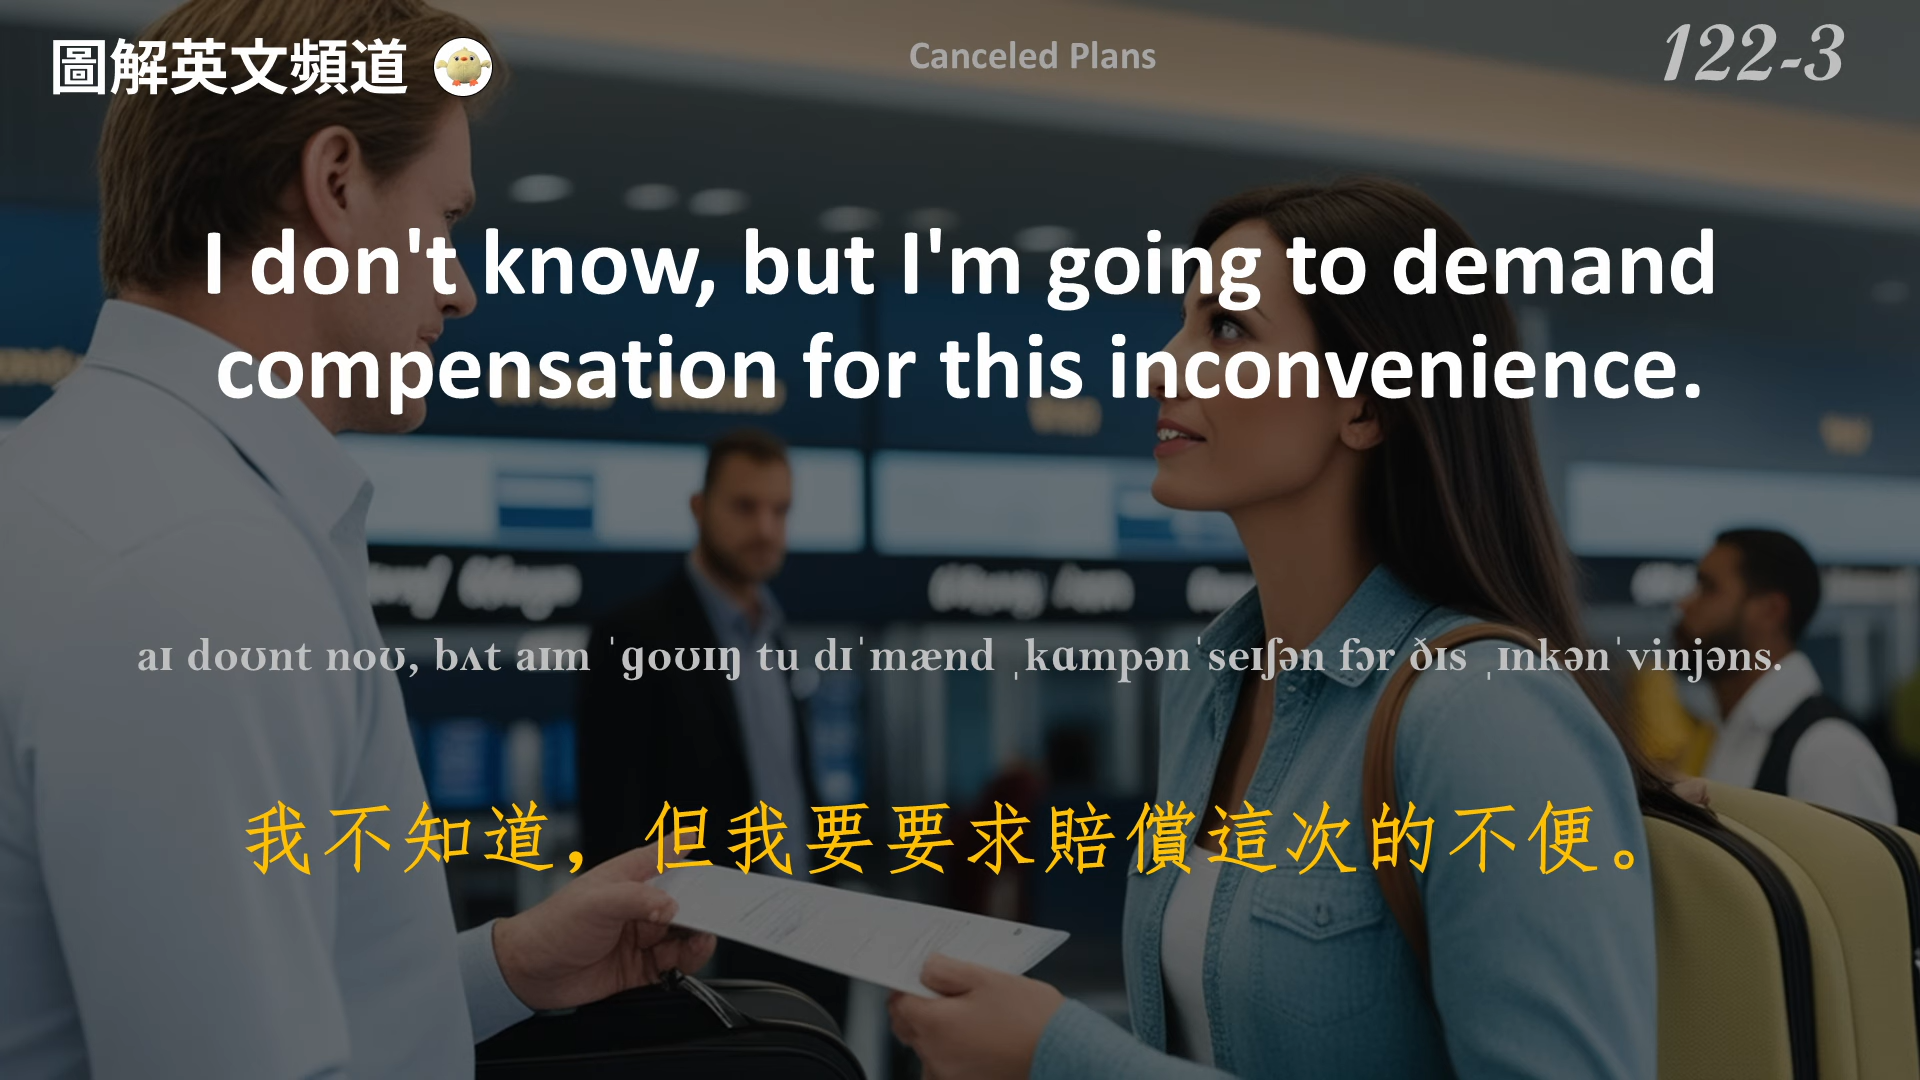 圖解英文頻道
Canceled Plans
122-3
I don't know, but I'm going to demand
compensation for this inconvenience.
aɪ doʊnt noʊ, bʌt aɪm ˈɡoʊɪŋ tu dɪˈmænd ˌkɑmpənˈseɪʃən fɔr ðɪs ˌɪnkənˈvinjəns.
我不知道，但我要要求賠償這次的不便。